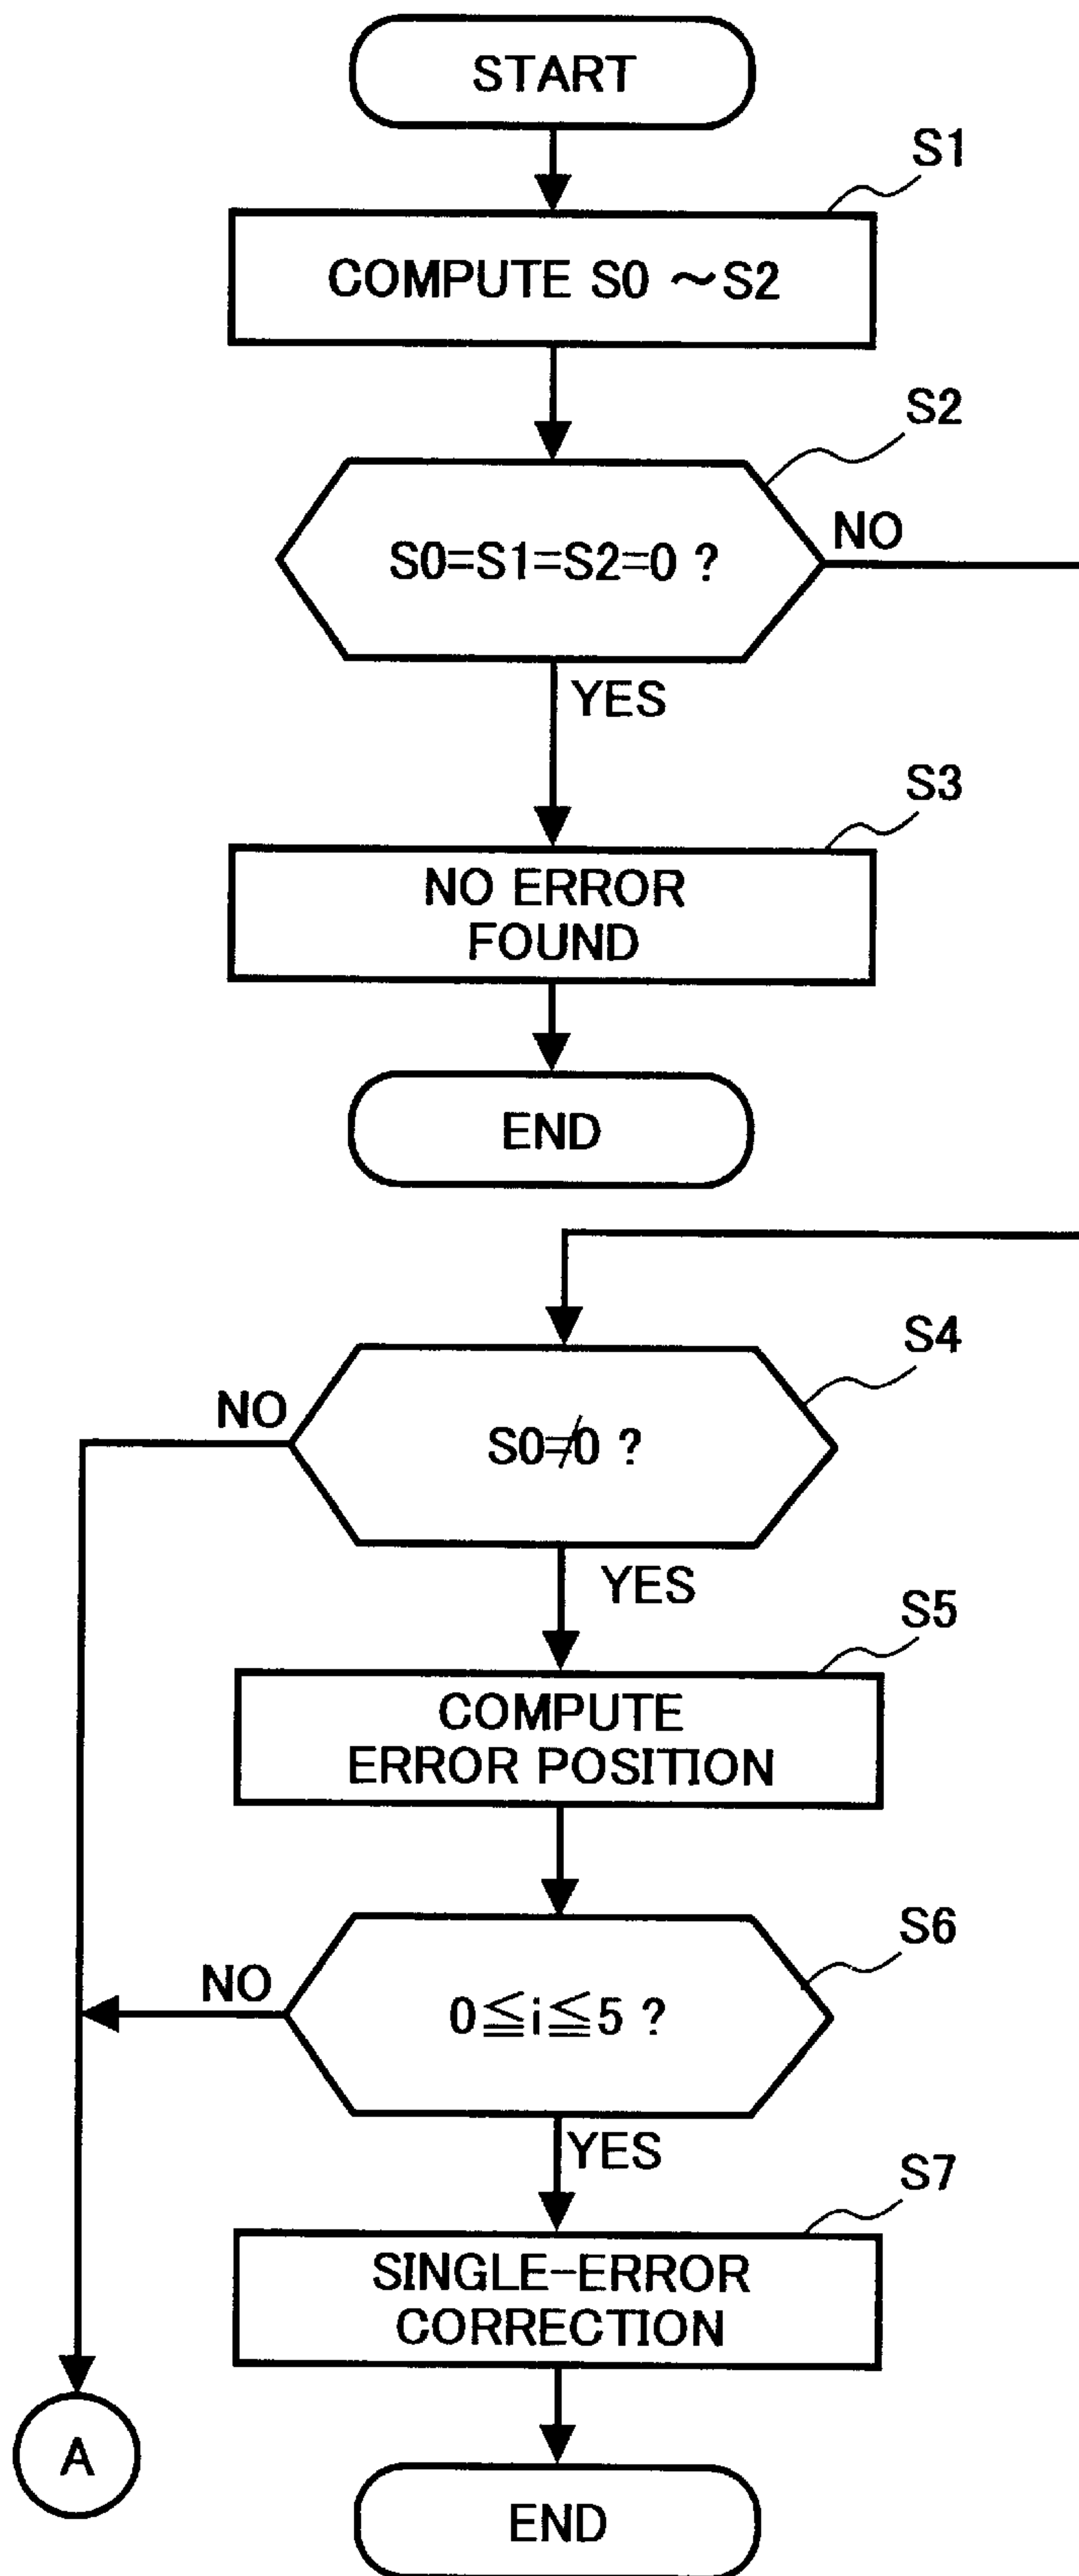 START
S1
COMPUTE S0 ~S2
S2
S0=S1=S2=0 ?
NO
YES
S3
NO ERROR
FOUND
END
S4
NO
S0≠0 ?
YES
S5
COMPUTE
ERROR POSITION
S6
NO
0≦i≦5 ?
YES
S7
SINGLE-ERROR
CORRECTION
A
END